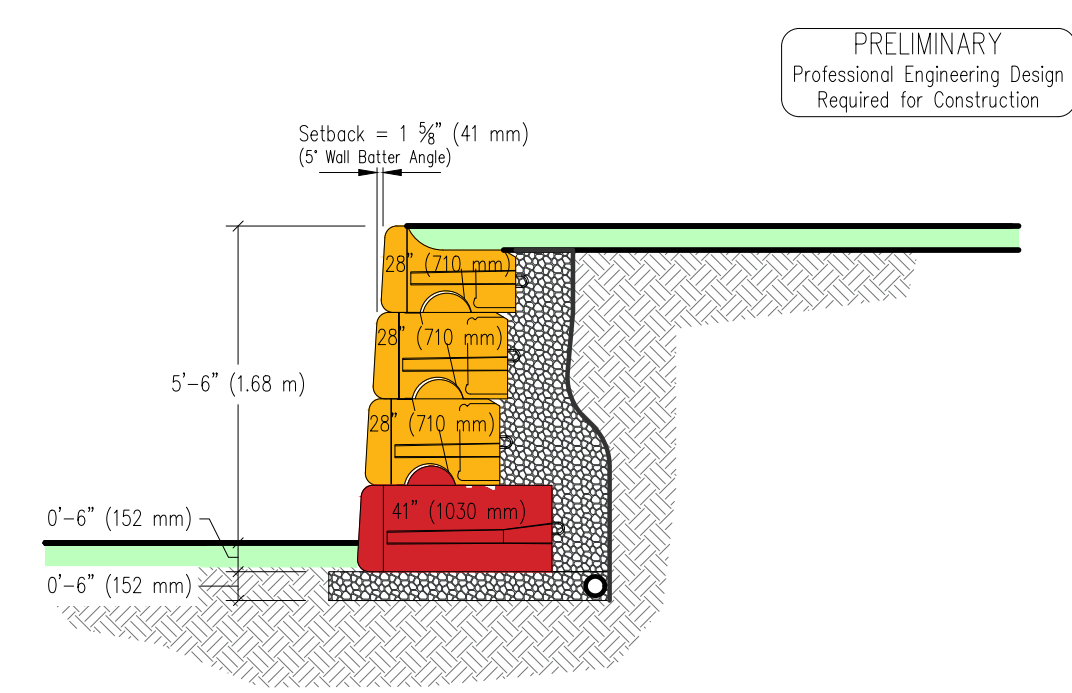 PRELIMINARY
Professional Engineering Design
Required for Construction
Setback = 1 ⅝" (41 mm)
(5° Wall Batter Angle)
28" (710 mm)
28" (710 mm)
5'-6" (1.68 m)
28" (710 mm)
41" (1030 mm)
0'-6" (152 mm)
0'-6" (152 mm)